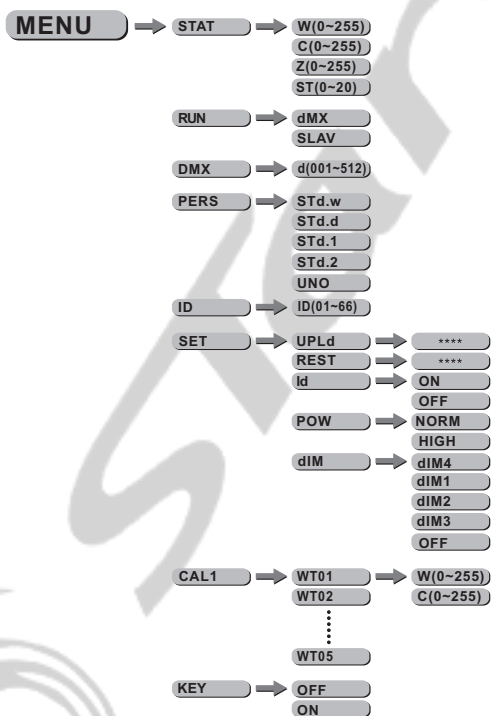 MENU STAT W(0~255)
C(0~255)
Z(0~255)
ST(0~20)
RUN dMX
SLAV
DMX d(001~512)
PERS STd.w
STd.d
STd.1
STd.2
UNO
ID ID(01~66)
SET UPLd ****
REST ****
Id ON
OFF
POW NORM
HIGH
dIM dIM4
dIM1
dIM2
dIM3
OFF
CAL1 WT01 W(0~255)
WT02 C(0~255)
WT05
KEY OFF
ON